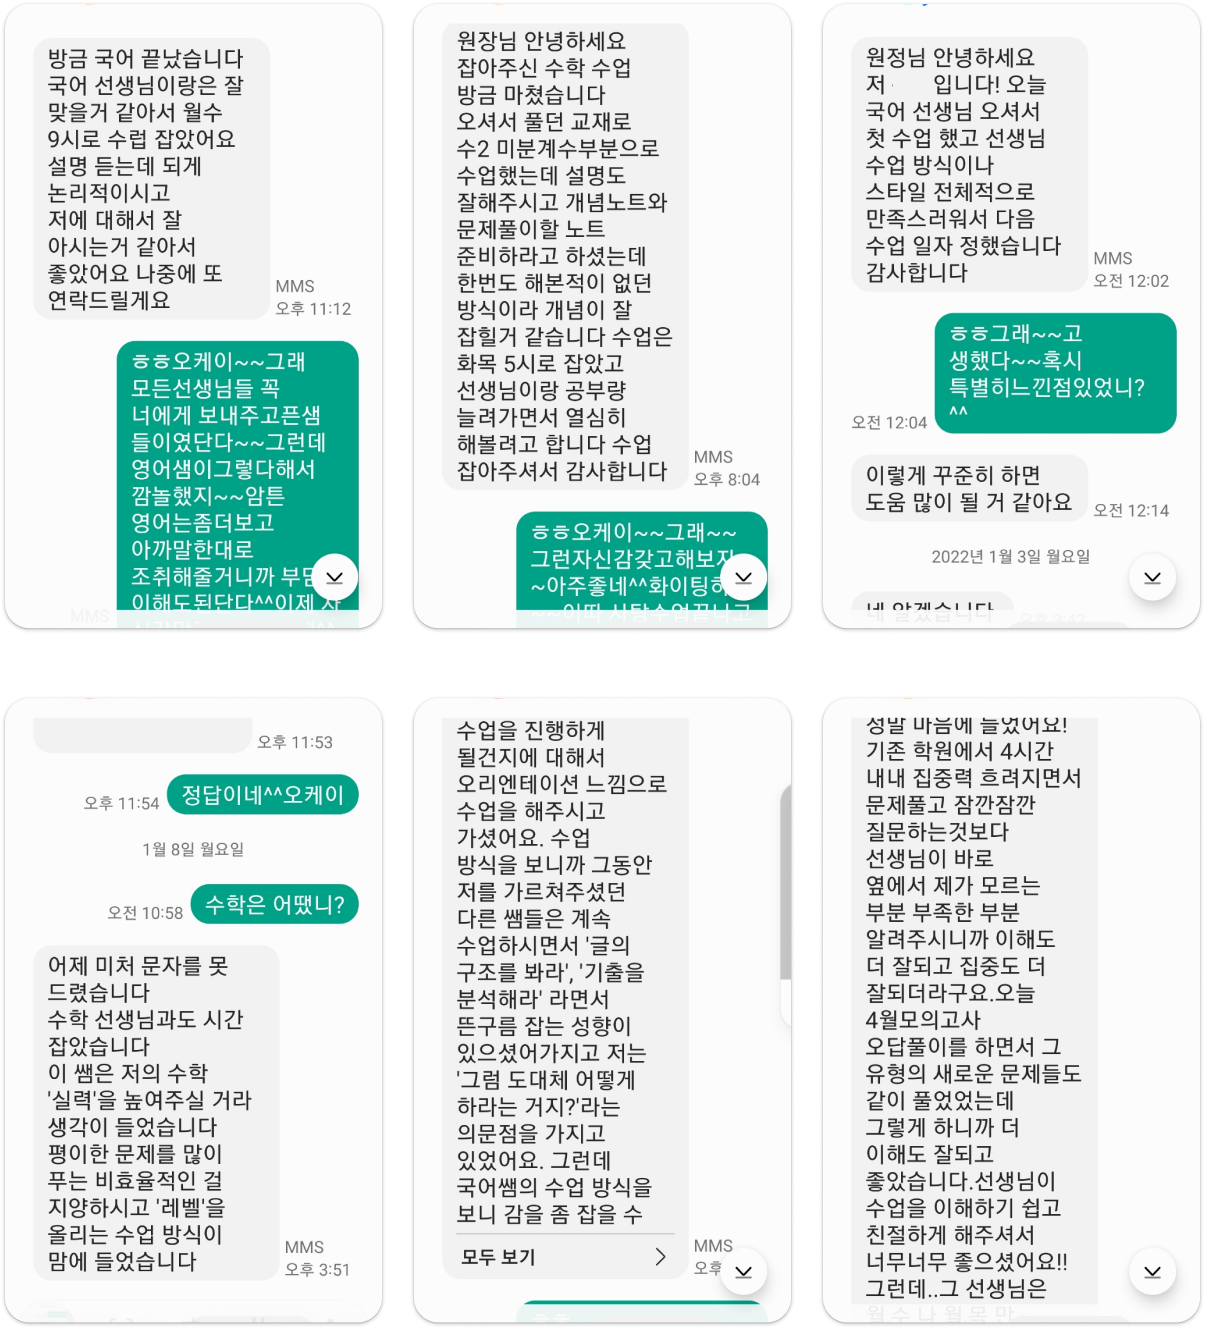 방금 국어 끝났습니다
국어 선생님이랑은 잘
맞을거 같아서 월수
9시로 수럽 잡았어요
설명 듣는데 되게
논리적이시고
저에 대해서 잘
아시는거 같아서
좋았어요 나중에 또
연락드릴게요
MMS
오후 11:12
ㅎㅎ오케이~~그래
모든선생님들 꼭
너에게 보내주고픈샘
들이였단다~~그런데
영어샘이그렇다해서
깜놀했지~~암튼
영어는좀더보고
아까말한대로
조취해줄거니까 부담
이해도된단다^^이제
MMS
원장님 안녕하세요
잡아주신 수학 수업
방금 마쳤습니다
오셔서 풀던 교재로
수2 미분계수부분으로
수업했는데 설명도
잘해주시고 개념노트와
문제풀이할 노트
준비하라고 하셨는데
한번도 해본적이 없던
방식이라 개념이 잘
잡힐거 같습니다 수업은
화목 5시로 잡았고
선생님이랑 공부량
늘려가면서 열심히
해볼려고 합니다 수업
잡아주셔서 감사합니다
MMS
오후 8:04
ㅎㅎ오케이~~그래~~
그런자신감갖고해보자
~아주좋네^^화이팅하
원정님 안녕하세요
저 입니다! 오늘
국어 선생님 오셔서
첫 수업 했고 선생님
수업 방식이나
스타일 전체적으로
만족스러워서 다음
수업 일자 정했습니다
감사합니다
MMS
오전 12:02
ㅎㅎ그래~~고
생했다~~혹시
특별히느낀점있었니?
^^
오전 12:04
이렇게 꾸준히 하면
도움 많이 될 거 같아요
오전 12:14
2022년 1월 3일 월요일
네 알겠습니다
오후 11:53
정답이네^^오케이
오후 11:54
1월 8일 월요일
수학은 어땠니?
오전 10:58
어제 미처 문자를 못
드렸습니다
수학 선생님과도 시간
잡았습니다
이 쌤은 저의 수학
'실력'을 높여주실 거라
생각이 들었습니다
평이한 문제를 많이
푸는 비효율적인 걸
지양하시고 '레벨'을
올리는 수업 방식이
맘에 들었습니다
MMS
오후 3:51
수업을 진행하게
될건지에 대해서
오리엔테이션 느낌으로
수업을 해주시고
가셨어요. 수업
방식을 보니까 그동안
저를 가르쳐주셨던
다른 쌤들은 계속
수업하시면서 '글의
구조를 봐라', '기출을
분석해라' 라면서
뜬구름 잡는 성향이
있으셨어가지고 저는
'그럼 도대체 어떻게
하라는 거지?'라는
의문점을 가지고
있었어요. 그런데
국어쌤의 수업 방식을
보니 감을 좀 잡을 수
모두 보기
MMS
오후
정말 마음에 들었어요!
기존 학원에서 4시간
내내 집중력 흐려지면서
문제풀고 잠깐잠깐
질문하는것보다
선생님이 바로
옆에서 제가 모르는
부분 부족한 부분
알려주시니까 이해도
더 잘되고 집중도 더
잘되더라구요.오늘
4월모의고사
오답풀이를 하면서 그
유형의 새로운 문제들도
같이 풀었었는데
그렇게 하니까 더
이해도 잘되고
좋았습니다.선생님이
수업을 이해하기 쉽고
친절하게 해주셔서
너무너무 좋으셨어요!!
그런데..그 선생님은